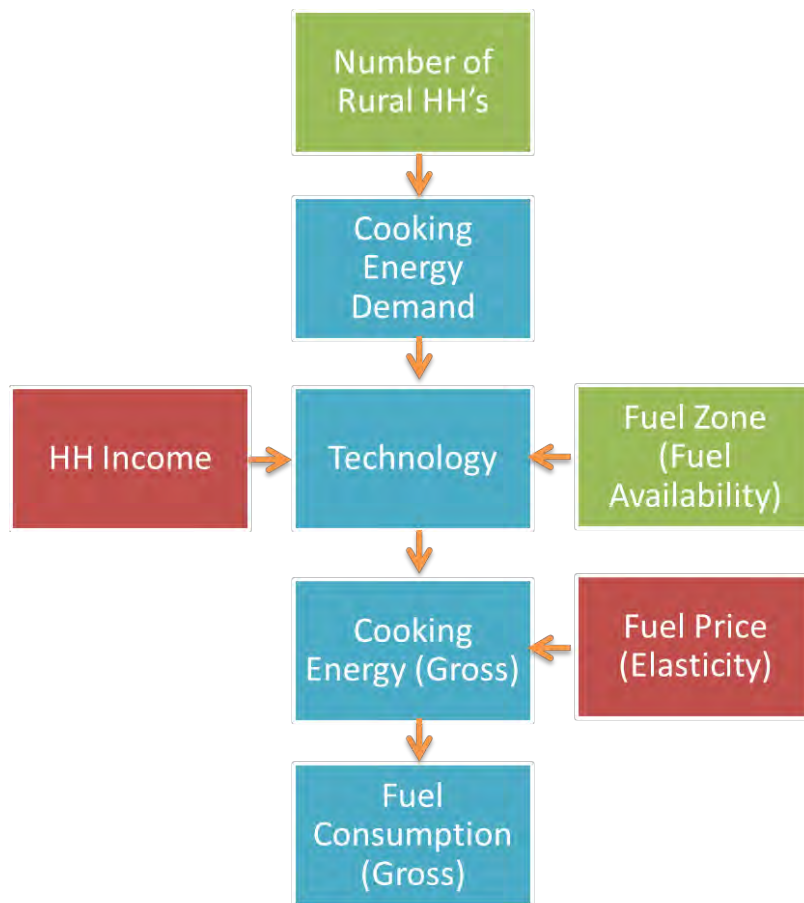 Number of
Rural HH's
Cooking
Energy
Demand
HH Income
Technology
Fuel Zone
(Fuel
Availability)
Cooking
Energy (Gross)
Fuel Price
(Elasticity)
Fuel
Consumption
(Gross)